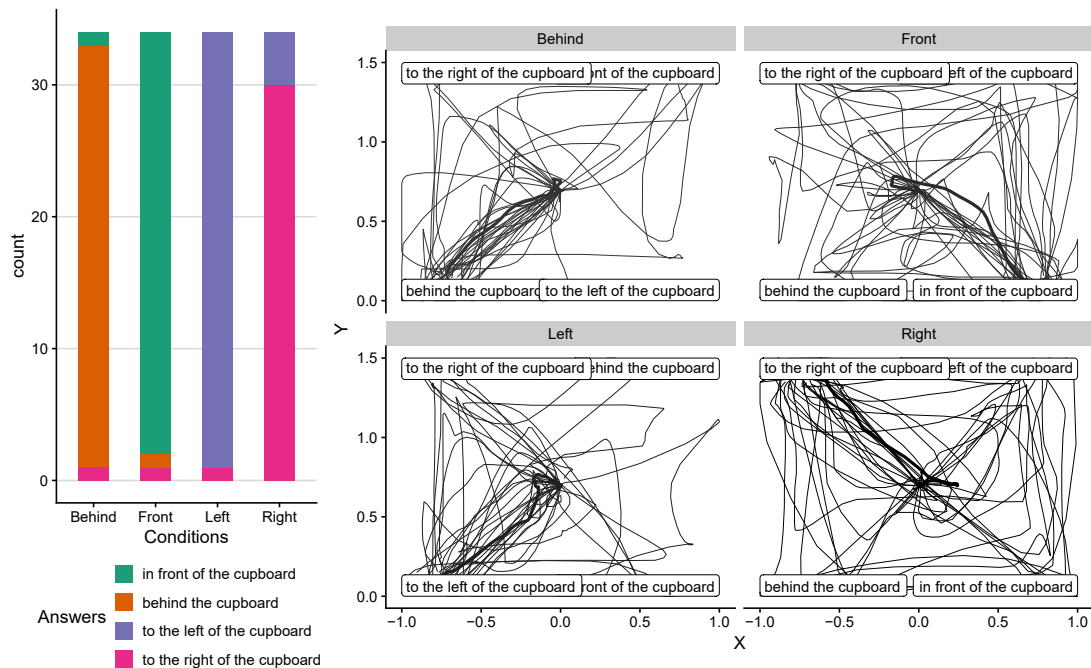 count
30
20
10
0
Behind
Front
Left
Right
Conditions
Answers
in front of the cupboard
behind the cupboard
to the left of the cupboard
to the right of the cupboard
Behind
Front
to the right of the cupboard
ont of the cupboard
to the right of the cupboard
eft of the cupboard
behind the cupboard
to the left of the cupboard
behind the cupboard
in front of the cupboard
1.5
1.0
0.5
0.0
Y
Left
Right
to the right of the cupboard
ehind the cupboard
to the right of the cupboard
eft of the cupboard
to the left of the cupboard
ront of the cupboard
behind the cupboard
in front of the cupboard
1.5
1.0
0.5
0.0
−1.0
−0.5
0.0
0.5
1.0
−1.0
−0.5
0.0
0.5
1.0
X